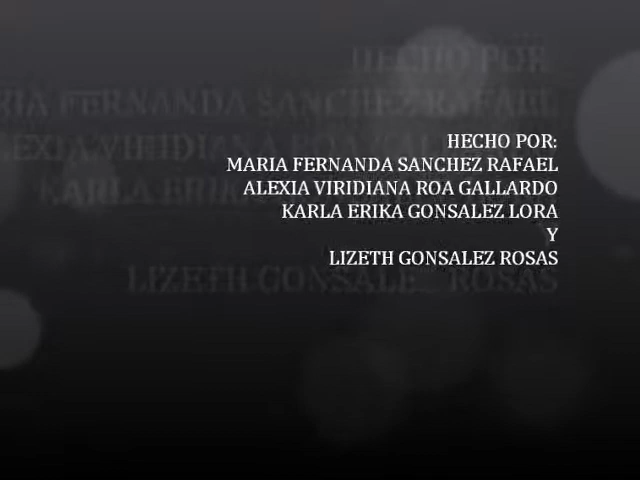 HECHO POR:
MARIA FERNANDA SANCHEZ RAFAEL
ALEXIA VIRIDIANA ROA GALLARDO
KARLA ERIKA GONSALEZ LORA
Y
LIZETH GONSALEZ ROSAS